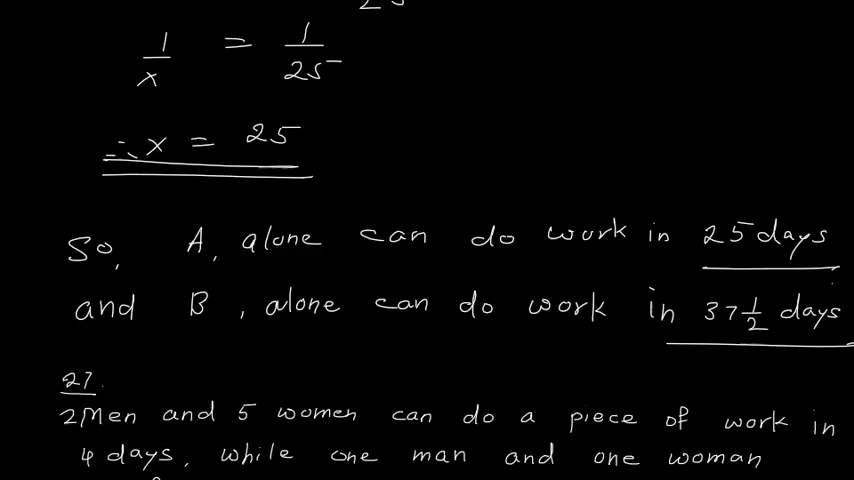 1/x = 1/25
∴ x = 25
So, A, alone can do work in 25 days
and B, alone can do work in 37 1/2 days
27.
2 Men and 5 women can do a piece of work in
4 days, while one man and one woman